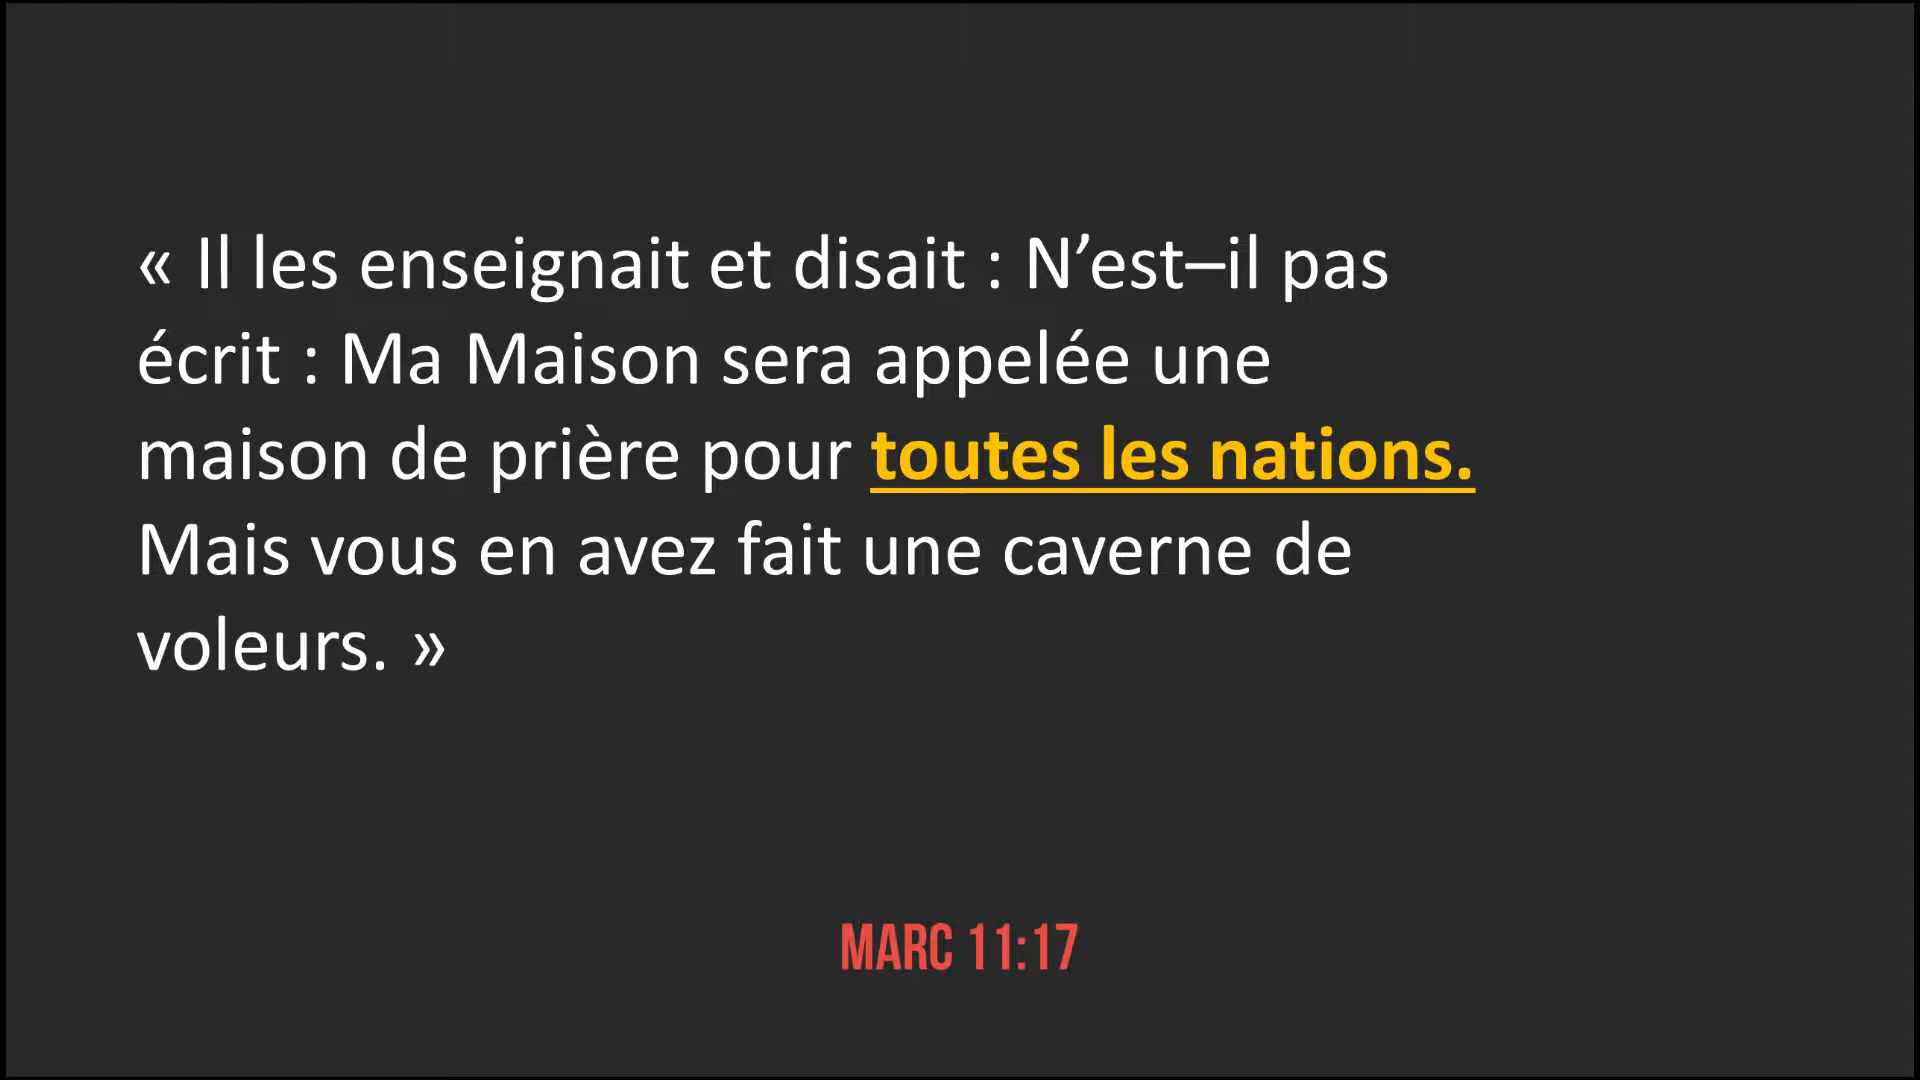 « Il les enseignait et disait : N’est–il pas
écrit : Ma Maison sera appelée une
maison de prière pour toutes les nations.
Mais vous en avez fait une caverne de
voleurs. »
MARC 11:17